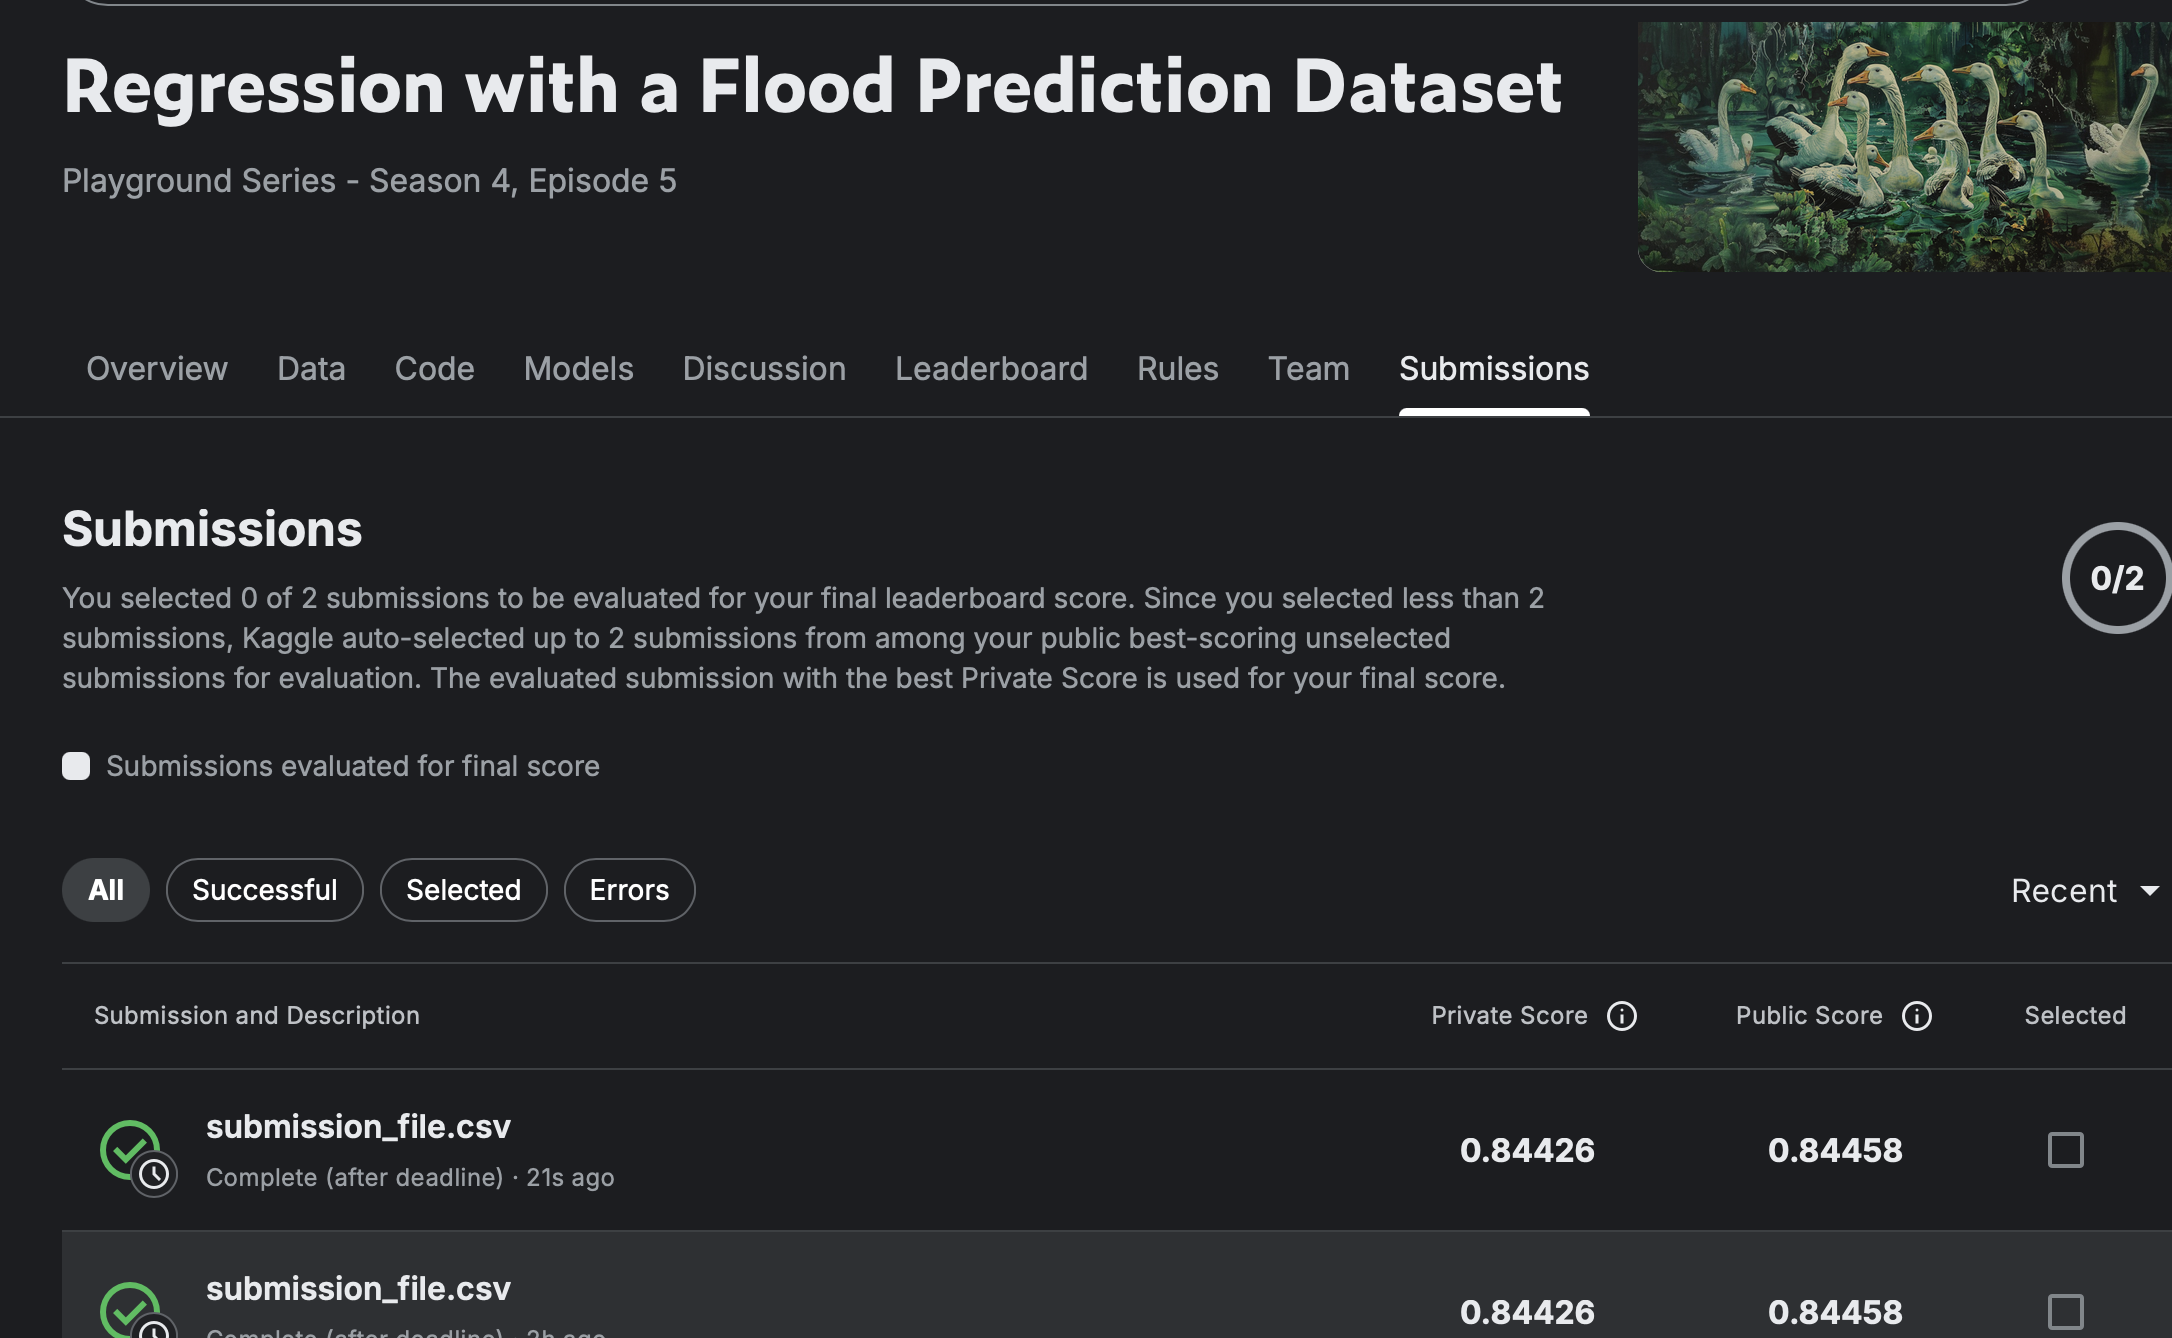 Regression with a Flood Prediction Dataset
Playground Series - Season 4, Episode 5
Overview Data Code Models Discussion Leaderboard Rules Team Submissions
Submissions
0/2
You selected 0 of 2 submissions to be evaluated for your final leaderboard score. Since you selected less than 2
submissions, Kaggle auto-selected up to 2 submissions from among your public best-scoring unselected
submissions for evaluation. The evaluated submission with the best Private Score is used for your final score.
Submissions evaluated for final score
All Successful Selected Errors Recent
Submission and Description Private Score Public Score Selected
submission_file.csv
0.84426 0.84458
Complete (after deadline) · 21s ago
submission_file.csv
0.84426 0.84458
Complete (after deadline) · 2h ago